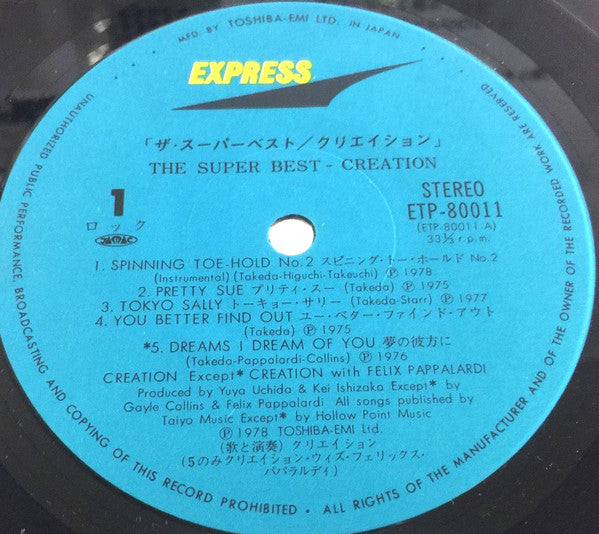 MFD. BY TOSHIBA-EMI LTD. IN JAPAN
EXPRESS
「ザ・スーパーベスト/クリエイション」
THE SUPER BEST - CREATION
1
ロック
JASRAC
STEREO
ETP-80011
(ETP-80011-A)
33⅓ r.p.m.
1. SPINNING TOE-HOLD No.2 スピニング・トー・ホールド No.2
(Instrumental) (Takeda-Higuchi-Takeuchi) Ⓟ 1978
2. PRETTY SUE プリティ・スー (Takeda) Ⓟ 1975
3. TOKYO SALLY トーキョー・サリー (Takeda-Starr) Ⓟ 1977
4. YOU BETTER FIND OUT ユー・ベター・ファインド・アウト
(Takeda) Ⓟ 1975
*5. DREAMS I DREAM OF YOU 夢の彼方に
(Takeda-Pappalardi-Collins) Ⓟ 1976
CREATION Except* CREATION with FELIX PAPPALARDI
Produced by Yuya Uchida & Kei Ishizaka Except* by
Gayle Collins & Felix Pappalardi All songs published by
Taiyo Music Except* by Hollow Point Music
Ⓟ 1978 TOSHIBA-EMI Ltd.
(歌と演奏) クリエイション
(5のみクリエイション・ウィズ・フェリックス・
パパラルディ)
UNAUTHORIZED PUBLIC PERFORMANCE, BROADCASTING AND COPYING OF THIS RECORD PROHIBITED • ALL RIGHTS OF THE MANUFACTURER AND OF THE OWNER OF THE RECORDED WORK ARE RESERVED